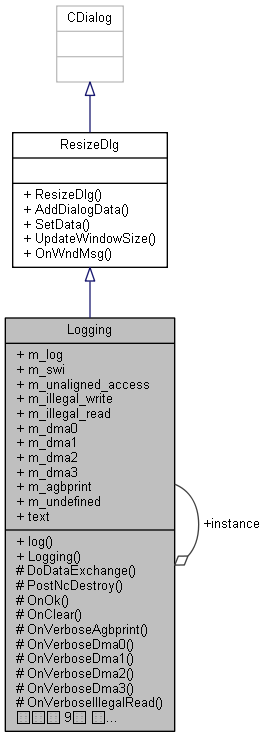 CDialog
ResizeDlg
+ ResizeDlg()
+ AddDialogData()
+ SetData()
+ UpdateWindowSize()
+ OnWndMsg()
Logging
+ m_log
+ m_swi
+ m_unaligned_access
+ m_illegal_write
+ m_illegal_read
+ m_dma0
+ m_dma1
+ m_dma2
+ m_dma3
+ m_agbprint
+ m_undefined
+ text
+ log()
+ Logging()
# DoDataExchange()
# PostNcDestroy()
# OnOk()
# OnClear()
# OnVerboseAgbprint()
# OnVerboseDma0()
# OnVerboseDma1()
# OnVerboseDma2()
# OnVerboseDma3()
# OnVerboseIllegalRead()
9
...
+instance